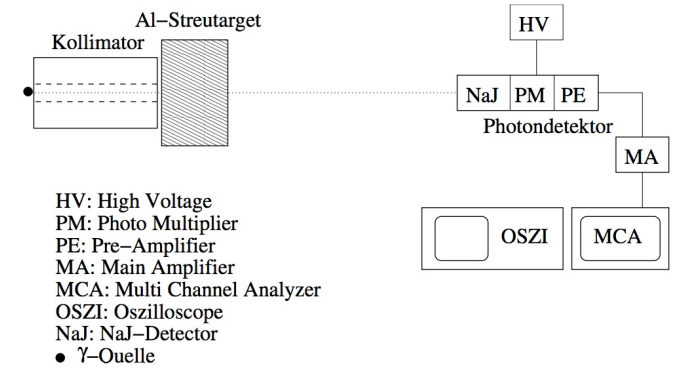 Al−Streutarget
Kollimator
HV
NaJ PM PE
Photondetektor
MA
OSZI MCA
HV: High Voltage
PM: Photo Multiplier
PE: Pre−Amplifier
MA: Main Amplifier
MCA: Multi Channel Analyzer
OSZI: Oszilloscope
NaJ: NaJ−Detector
γ−Quelle